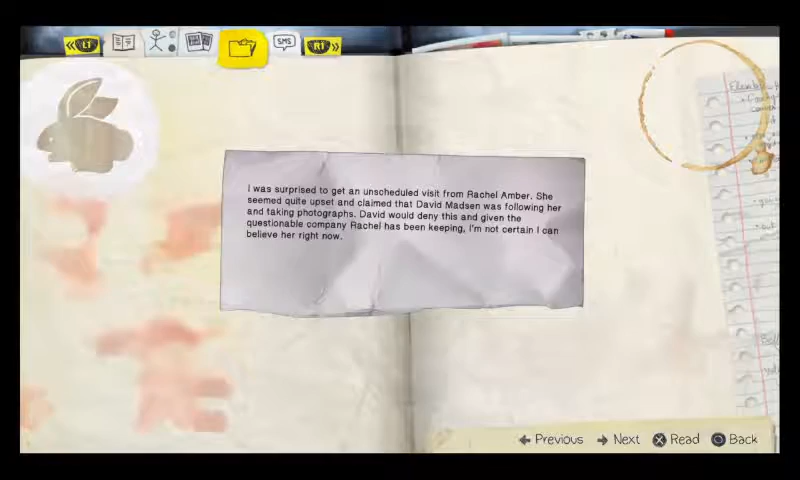 L1
SMS
R1
I was surprised to get an unscheduled visit from Rachel Amber. She
seemed quite upset and claimed that David Madsen was following her
and taking photographs. David would deny this and given the
questionable company Rachel has been keeping, I'm not certain I can
believe her right now.
Previous
Next
Read
Back